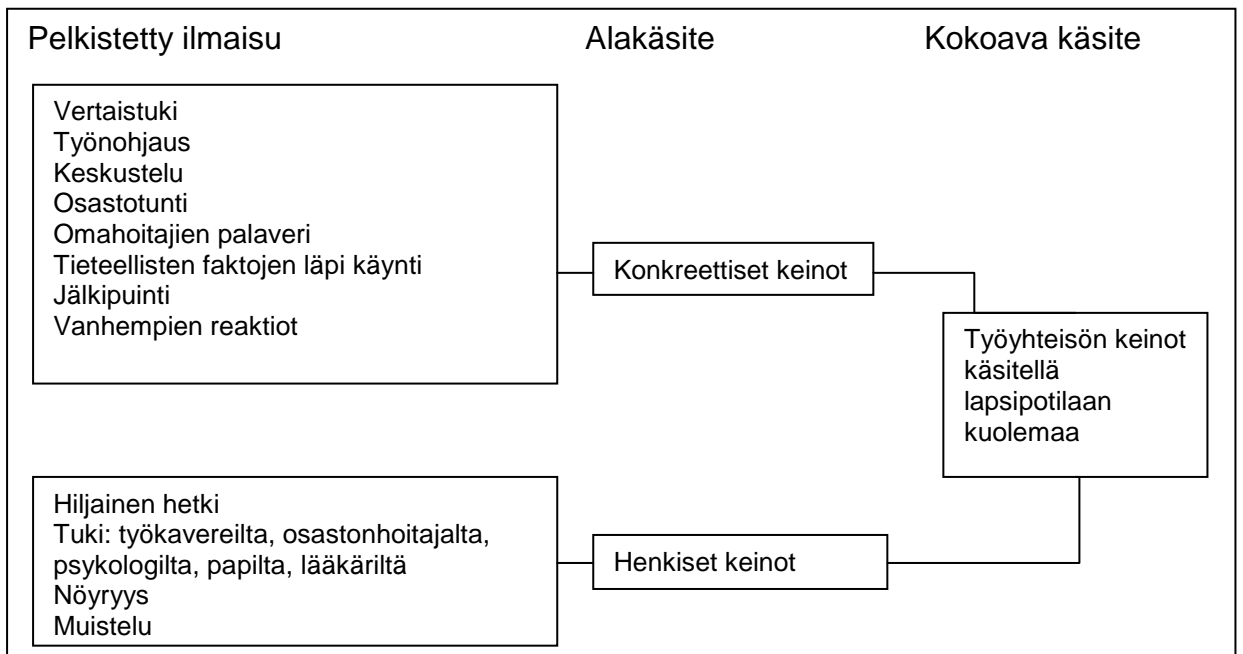 Pelkistetty ilmaisu Alakäsite Kokoava käsite
Vertaistuki
Työnohjaus
Keskustelu
Osastotunti
Omahoitajien palaveri
Tieteellisten faktojen läpi käynti
Jälkipuinti
Vanhempien reaktiot
Konkreettiset keinot
Työyhteisön keinot
käsitellä
lapsipotilaan
kuolemaa
Hiljainen hetki
Tuki: työkavereilta, osastonhoitajalta,
psykologilta, papilta, lääkäriltä
Nöyryys
Muistelu
Henkiset keinot